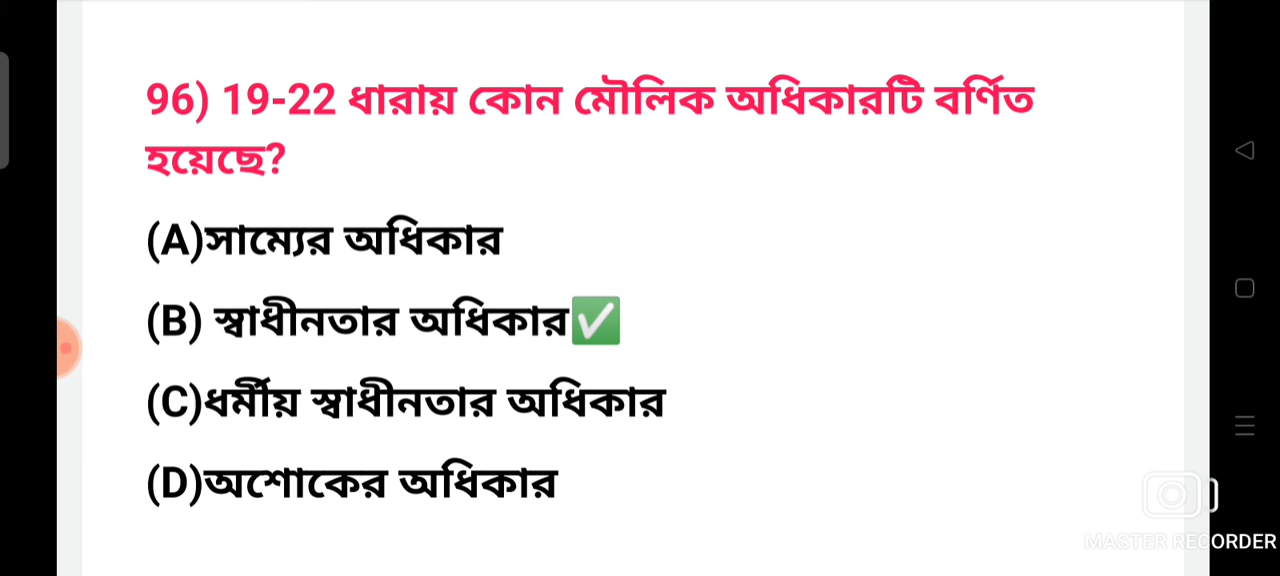 96) 19-22 ধারায় কোন মৌলিক অধিকারটি বর্ণিত
হয়েছে?
(A)সাম্যের অধিকার
(B) স্বাধীনতার অধিকার✅
(C)ধর্মীয় স্বাধীনতার অধিকার
(D)অশোকের অধিকার
MASTER RECORDER